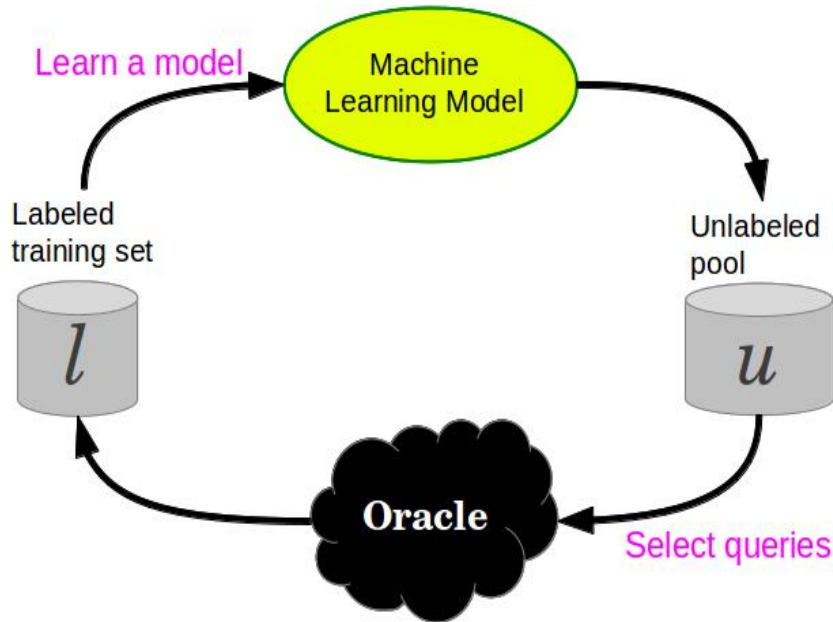 Learn a model
Machine
Learning Model
Labeled
training set
Unlabeled
pool
l
u
Oracle
Select queries